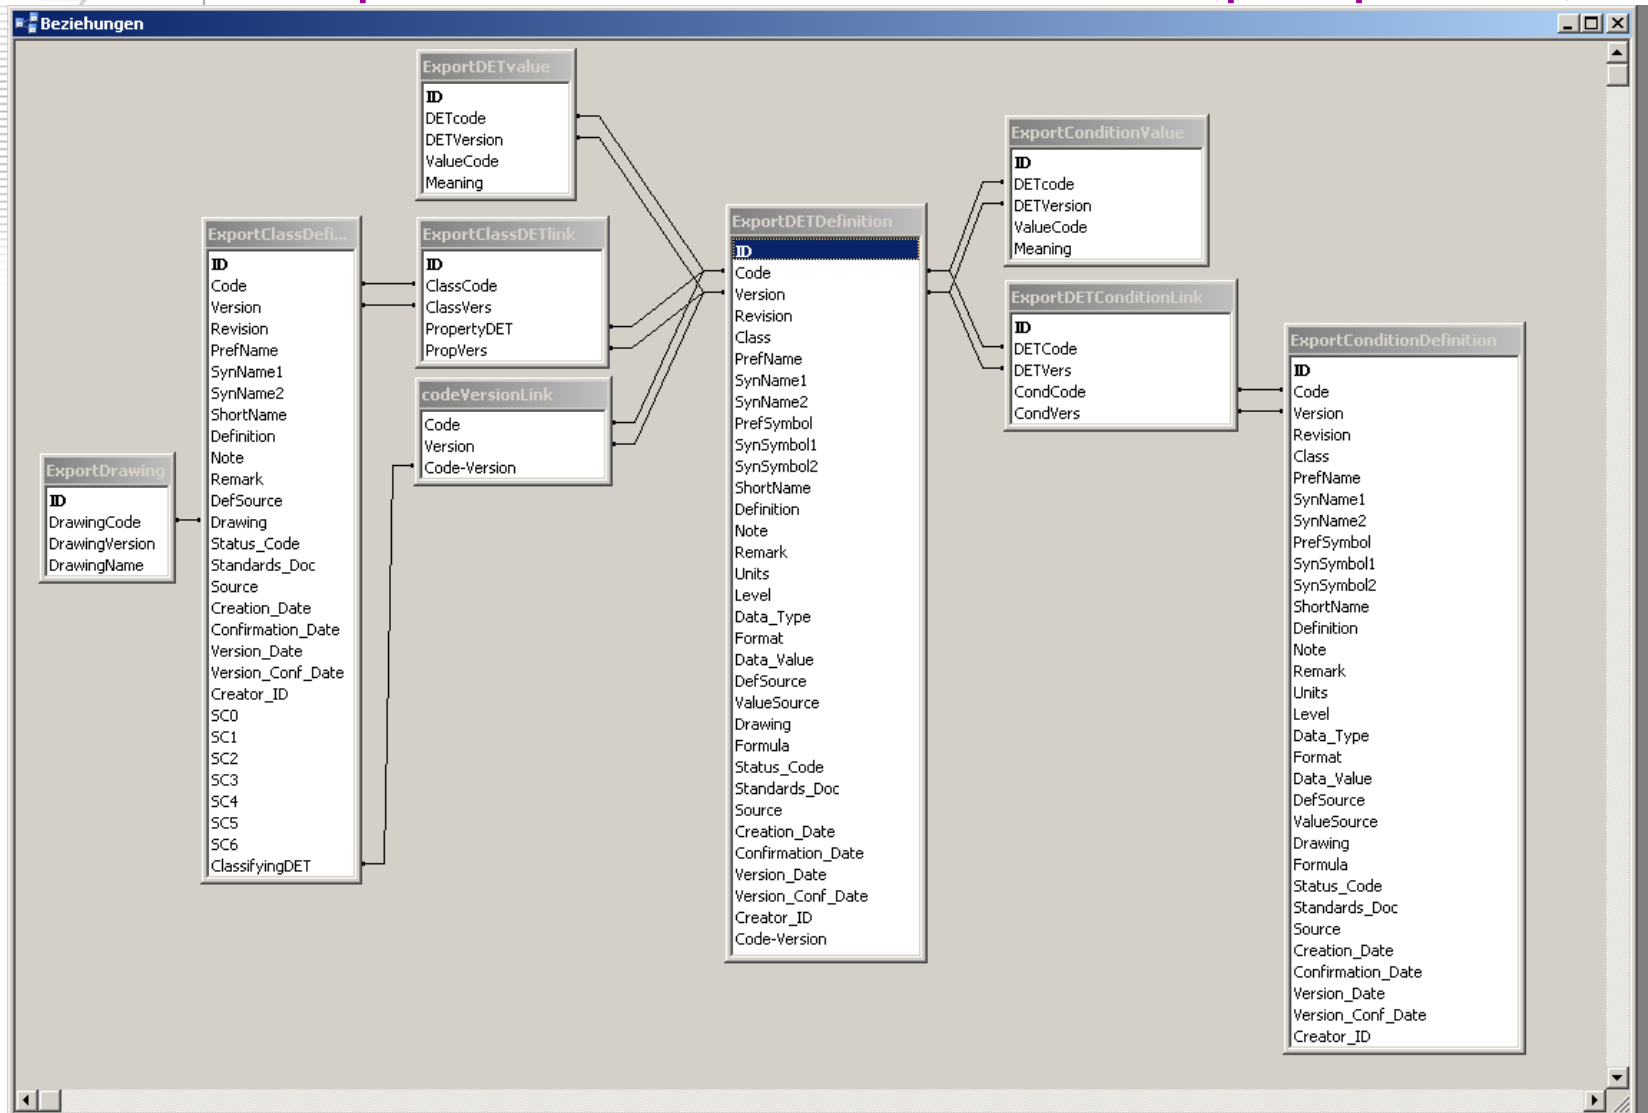 Beziehungen
ExportDETvalue
ID
DETcode
DETVersion
ValueCode
Meaning
ExportConditionValue
ID
DETcode
DETVersion
ValueCode
Meaning
ExportClassDefi...
ID
Code
Version
Revision
PrefName
SynName1
SynName2
ShortName
Definition
Note
Remark
DefSource
Drawing
Status_Code
Standards_Doc
Source
Creation_Date
Confirmation_Date
Version_Date
Version_Conf_Date
Creator_ID
SC0
SC1
SC2
SC3
SC4
SC5
SC6
ClassifyingDET
ExportClassDETlink
ID
ClassCode
ClassVers
PropertyDET
PropVers
codeVersionLink
Code
Version
Code-Version
ExportDrawing
ID
DrawingCode
DrawingVersion
DrawingName
ExportDETDefinition
ID
Code
Version
Revision
Class
PrefName
SynName1
SynName2
PrefSymbol
SynSymbol1
SynSymbol2
ShortName
Definition
Note
Remark
Units
Level
Data_Type
Format
Data_Value
DefSource
ValueSource
Drawing
Formula
Status_Code
Standards_Doc
Source
Creation_Date
Confirmation_Date
Version_Date
Version_Conf_Date
Creator_ID
Code-Version
ExportDETConditionLink
ID
DETCode
DETVers
CondCode
CondVers
ExportConditionDefinition
ID
Code
Version
Revision
Class
PrefName
SynName1
SynName2
PrefSymbol
SynSymbol1
SynSymbol2
ShortName
Definition
Note
Remark
Units
Level
Data_Type
Format
Data_Value
DefSource
ValueSource
Drawing
Formula
Status_Code
Standards_Doc
Source
Creation_Date
Confirmation_Date
Version_Date
Version_Conf_Date
Creator_ID